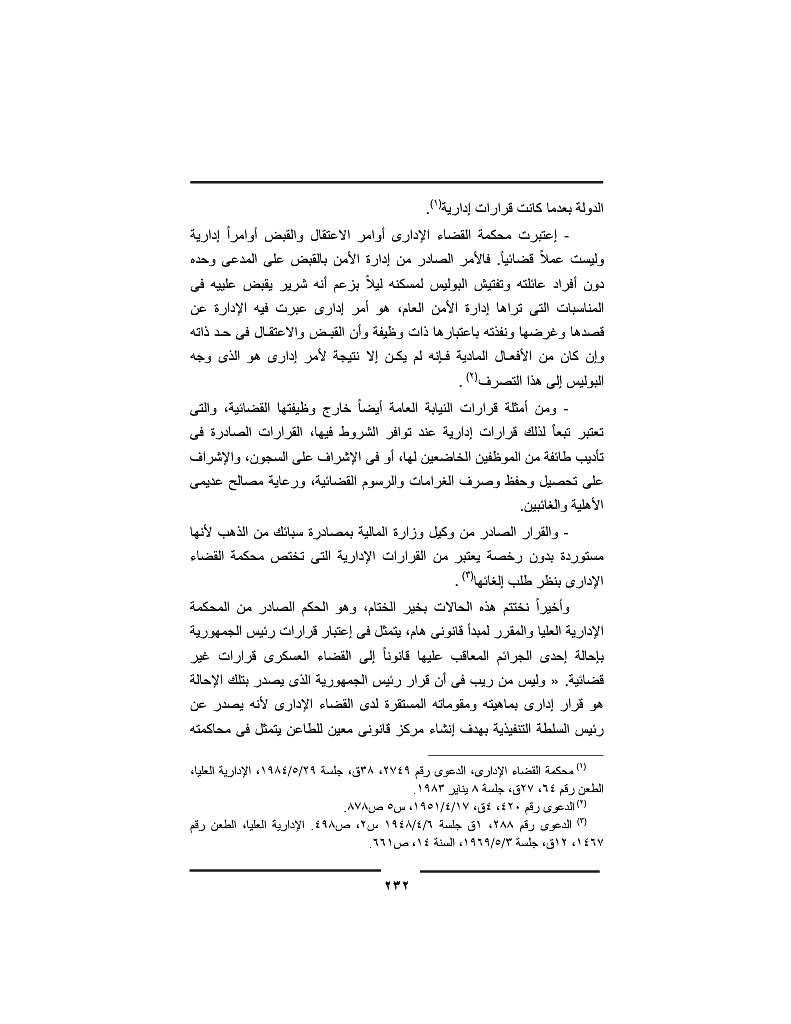 الدولة بعدما كانت قرارات إدارية(١).
- إعتبرت محكمة القضاء الإدارى أوامر الاعتقال والقبض أوامراً إدارية
وليست عملاً قضائياً. فالأمر الصادر من إدارة الأمن بالقبض على المدعى وحده
دون أفراد عائلته وتفتيش البوليس لمسكنه ليلاً بزعم أنه شرير يقبض علييه فى
المناسبات التى تراها إدارة الأمن العام، هو أمر إدارى عبرت فيه الإدارة عن
قصدها وغرضها ونفذته باعتبارها ذات وظيفة وأن القبض والاعتقال فى حد ذاته
وإن كان من الأفعال المادية فإنه لم يكن إلا نتيجة لأمر إدارى هو الذى وجه
البوليس إلى هذا التصرف(٢) .
- ومن أمثلة قرارات النيابة العامة أيضاً خارج وظيفتها القضائية، والتى
تعتبر تبعاً لذلك قرارات إدارية عند توافر الشروط فيها، القرارات الصادرة فى
تأديب طائفة من الموظفين الخاضعين لها، أو فى الإشراف على السجون، والإشراف
على تحصيل وحفظ وصرف الغرامات والرسوم القضائية، ورعاية مصالح عديمى
الأهلية والغائبين.
- والقرار الصادر من وكيل وزارة المالية بمصادرة سبائك من الذهب لأنها
مستوردة بدون رخصة يعتبر من القرارات الإدارية التى تختص محكمة القضاء
الإدارى بنظر طلب إلغائها(٣) .
وأخيراً نختتم هذه الحالات بخير الختام، وهو الحكم الصادر من المحكمة
الإدارية العليا والمقرر لمبدأ قانونى هام، يتمثل فى إعتبار قرارات رئيس الجمهورية
بإحالة إحدى الجرائم المعاقب عليها قانوناً إلى القضاء العسكرى قرارات غير
قضائية. « وليس من ريب فى أن قرار رئيس الجمهورية الذى يصدر بتلك الإحالة
هو قرار إدارى بماهيته ومقوماته المستقرة لدى القضاء الإدارى لأنه يصدر عن
رئيس السلطة التنفيذية بهدف إنشاء مركز قانونى معين للطاعن يتمثل فى محاكمته
(١) محكمة القضاء الإدارى، الدعوى رقم ٢٧٤٩، ٣٨ق، جلسة ١٩٨٤/٥/٢٩، الإدارية العليا،
الطعن رقم ٦٤، ٢٧ق، جلسة ٨ يناير ١٩٨٣.
(٢) الدعوى رقم ٤٢٠، ٤ق، ١٩٥١/٤/١٧، س٥ ص٨٧٨.
(٣) الدعوى رقم ٢٨٨، ١ق جلسة ١٩٤٨/٤/٦ س٢، ص٤٩٨. الإدارية العليا، الطعن رقم
١٤٦٧، ١٢ق، جلسة ١٩٦٩/٥/٣، السنة ١٤، ص٦٦١.
٢٣٢